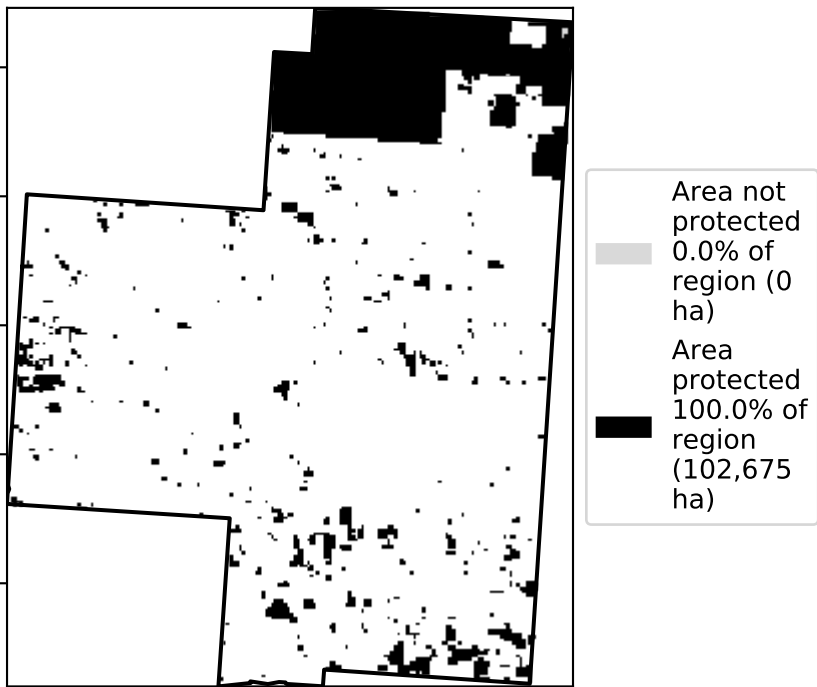 Area not
protected
0.0% of
region (0
ha)
Area
protected
100.0% of
region
(102,675
ha)